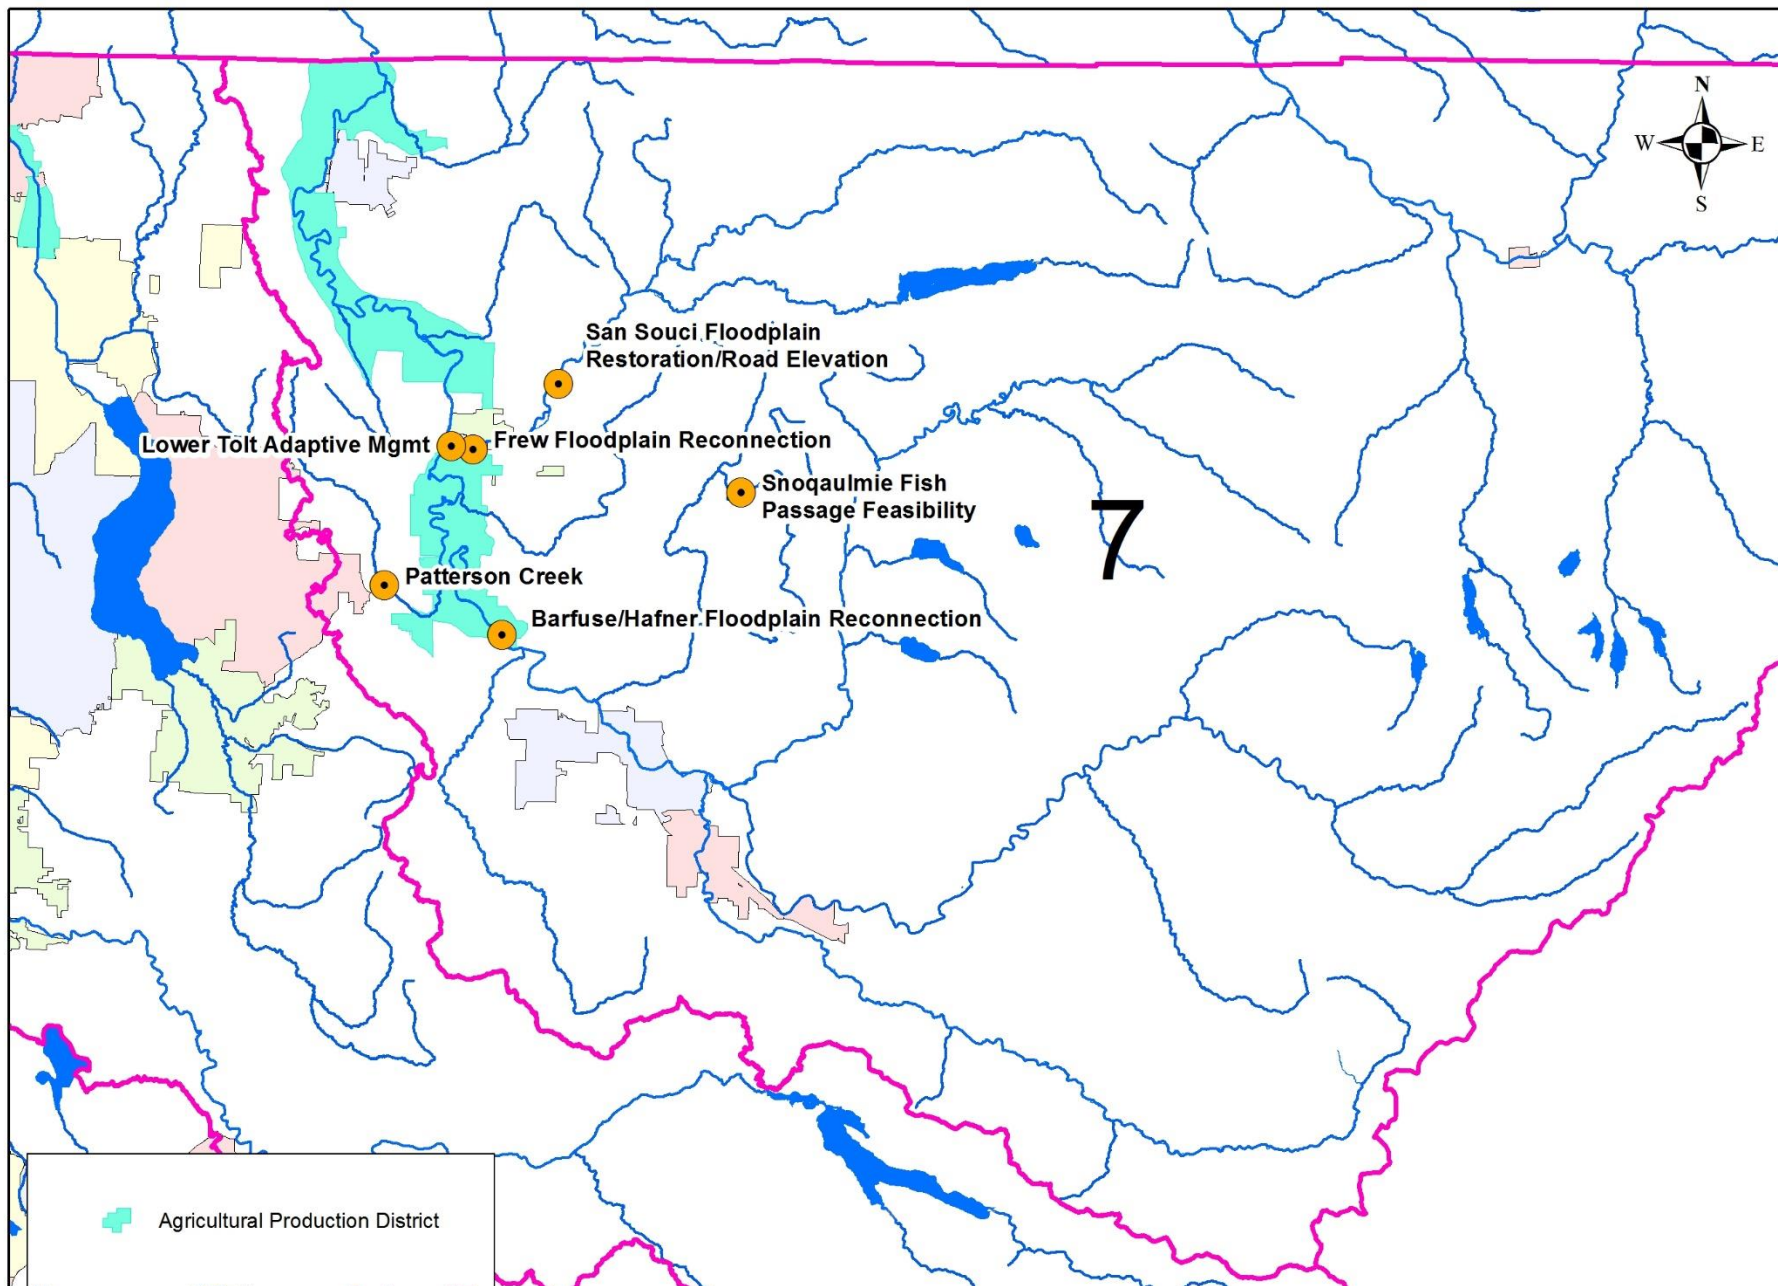 N
W E
S
San Souci Floodplain
Restoration/Road Elevation
Lower Tolt Adaptive Mgmt
Frew Floodplain Reconnection
Snoqaulmie Fish
Passage Feasibility
7
Patterson Creek
Barfuse/Hafner Floodplain Reconnection
Agricultural Production District